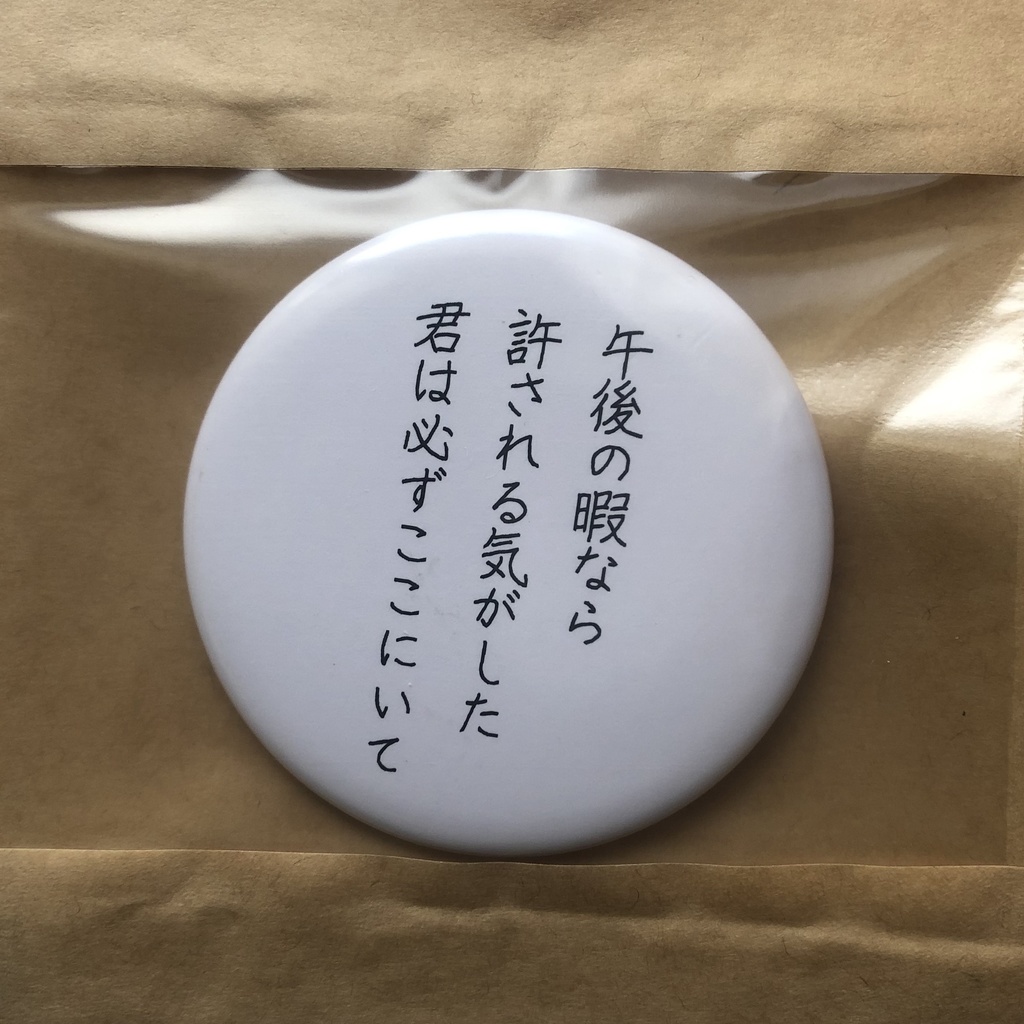 午後の暇なら
許される気がした
君は必ずここにいて